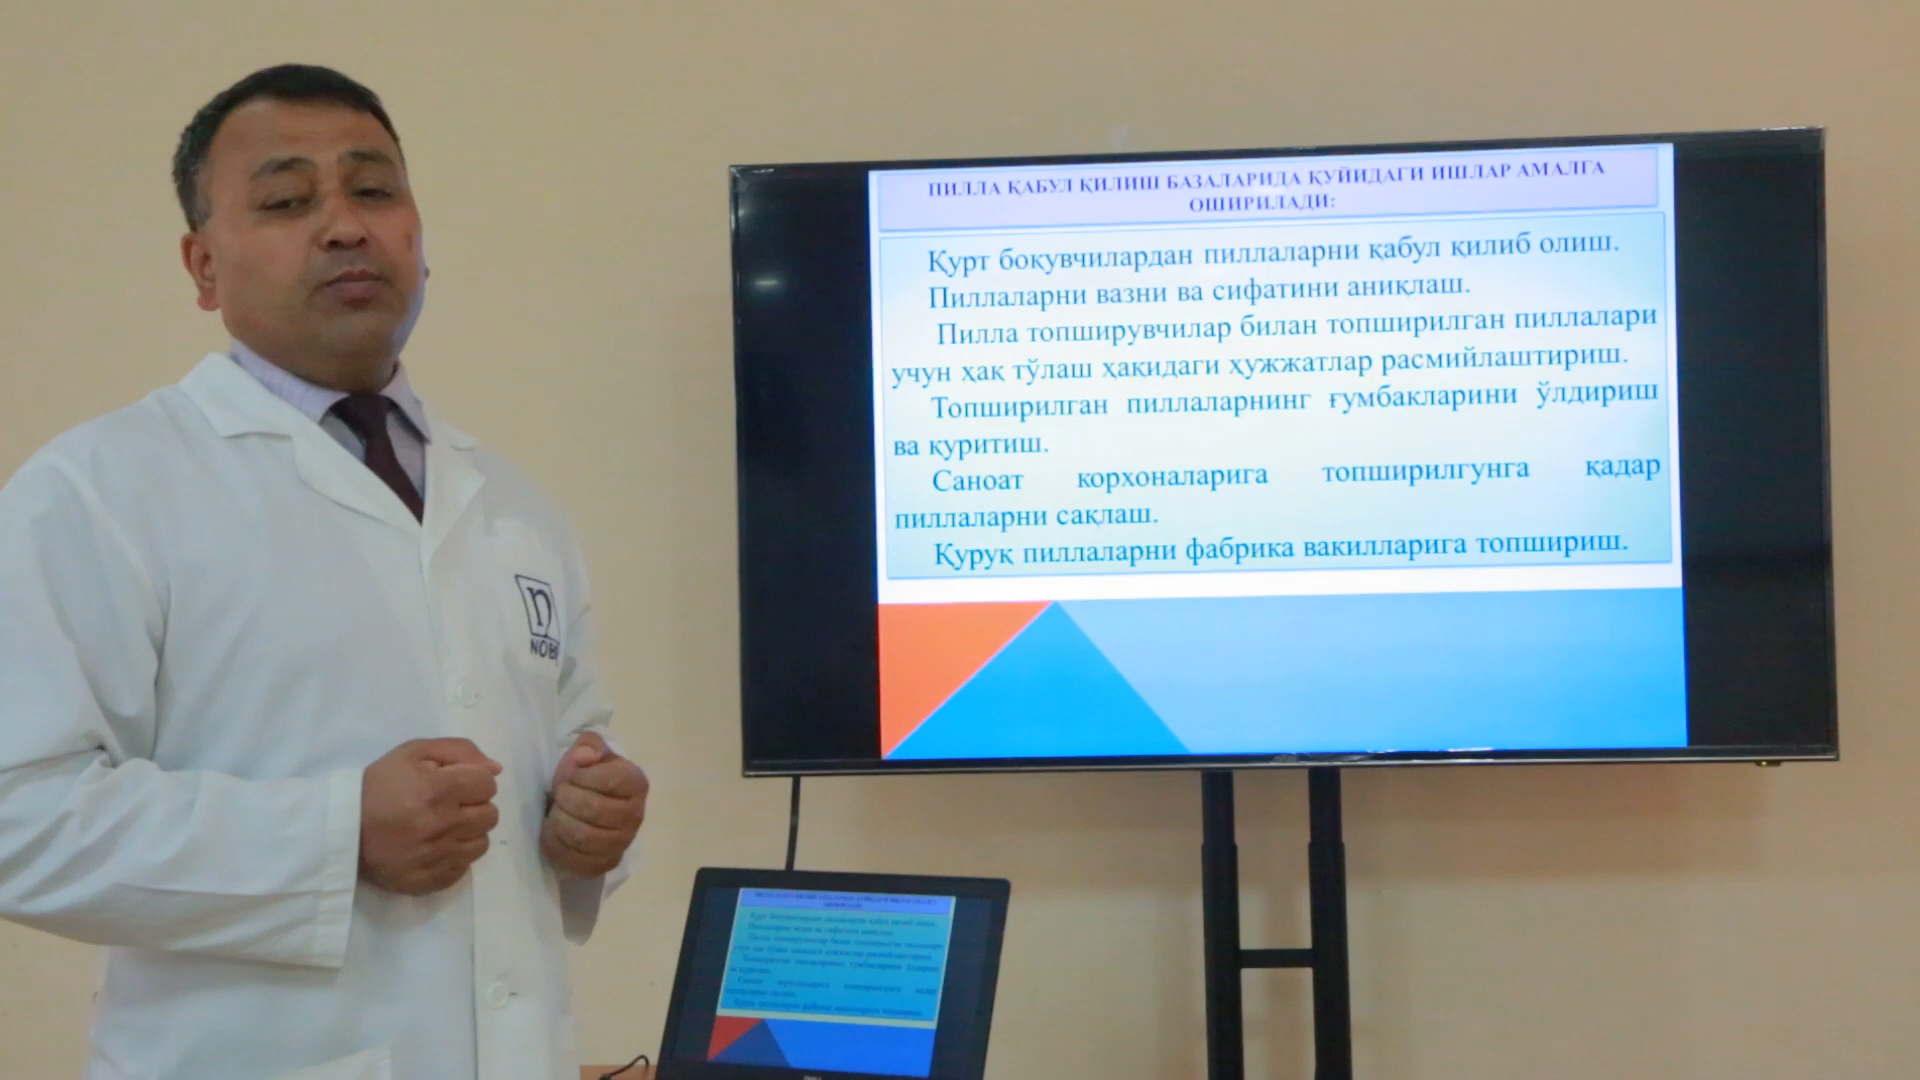 ПИЛЛА ҚАБУЛ ҚИЛИШ БАЗАЛАРИДА ҚУЙИДАГИ ИШЛАР АМАЛГА
ОШИРИЛАДИ:
Қурт боқувчилардан пиллаларни қабул қилиб олиш.
Пиллаларни вазни ва сифатини аниқлаш.
Пилла топширувчилар билан топширилган пиллалари
учун ҳақ тўлаш ҳақидаги ҳужжатлар расмийлаштириш.
Топширилган пиллаларнинг ғумбакларини ўлдириш
ва қуритиш.
Саноат корхоналарига топширилгунга қадар
пиллаларни сақлаш.
Қуруқ пиллаларни фабрика вакилларига топшириш.
n